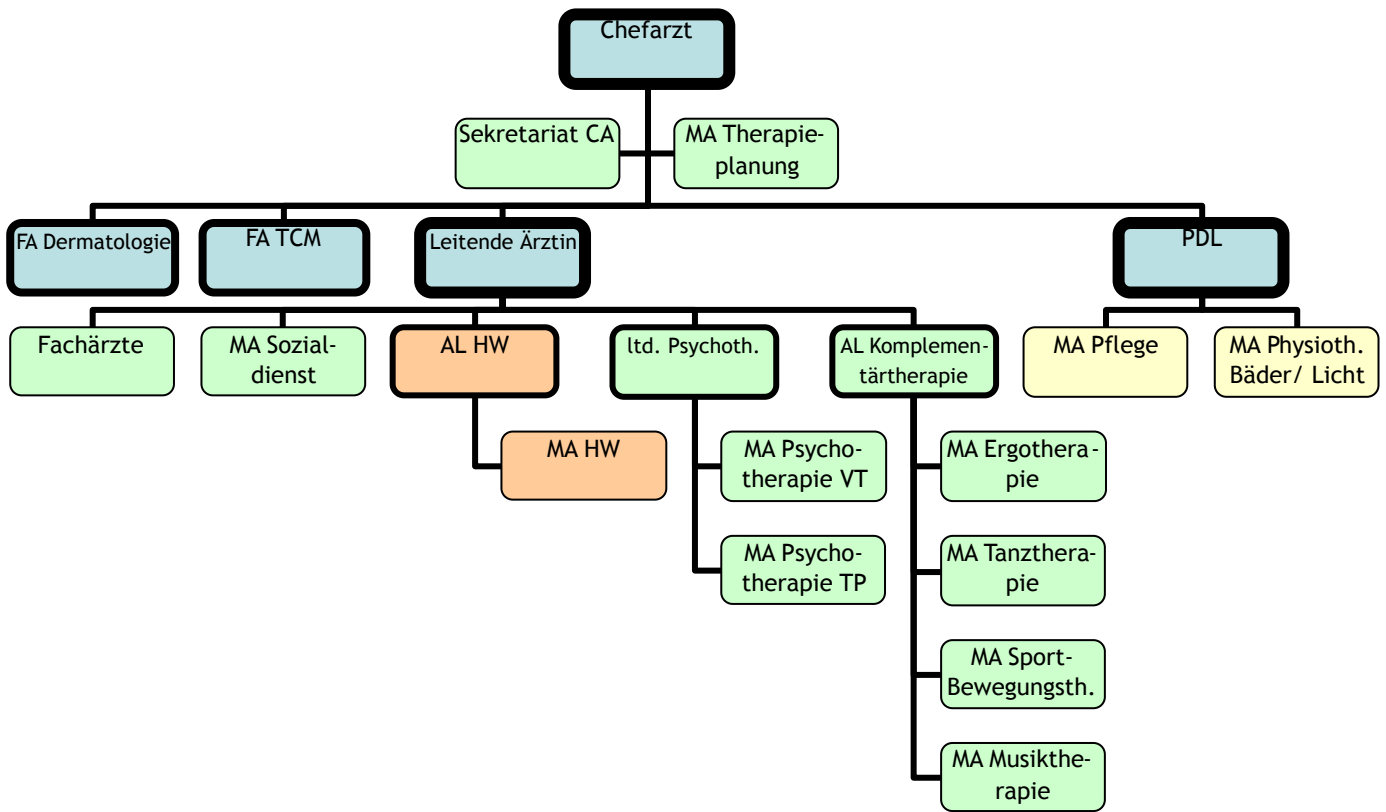 Chefarzt
Sekretariat CA
MA Therapie-
planung
FA Dermatologie
FA TCM
Leitende Ärztin
PDL
Fachärzte
MA Sozial-
dienst
AL HW
ltd. Psychoth.
AL Komplemen-
tärtherapie
MA Pflege
MA Physioth.
Bäder/ Licht
MA HW
MA Psycho-
therapie VT
MA Ergothera-
pie
MA Psycho-
therapie TP
MA Tanzthera-
pie
MA Sport-
Bewegungsth.
MA Musikthe-
rapie